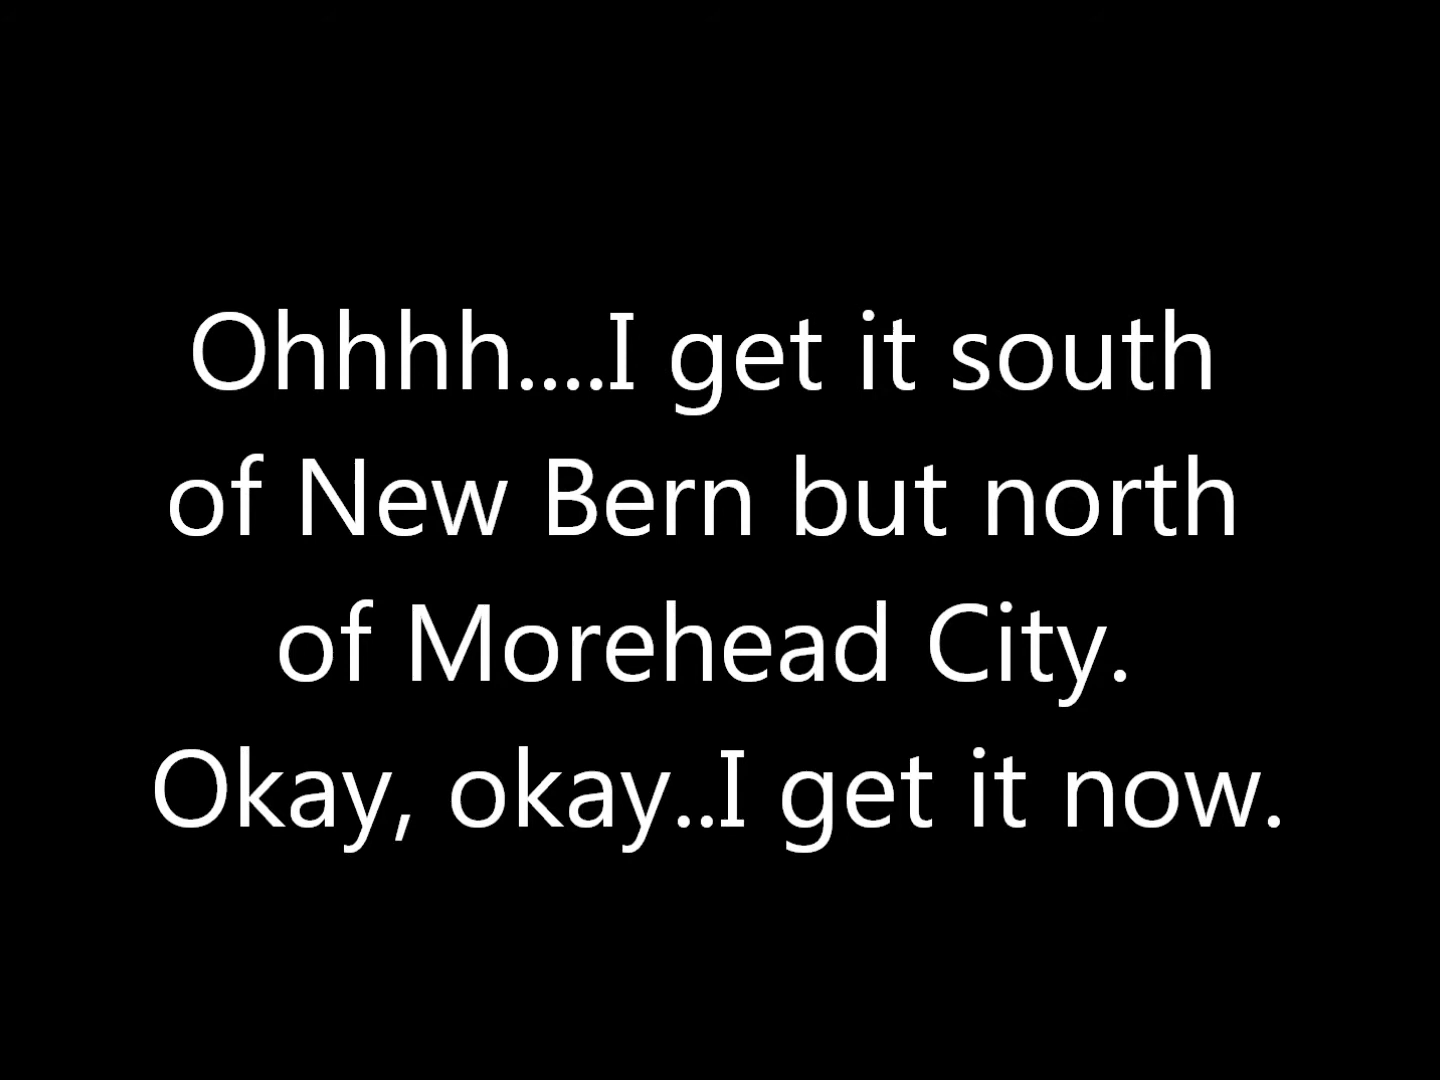 Ohhhh....I get it south
of New Bern but north
of Morehead City.
Okay, okay..I get it now.